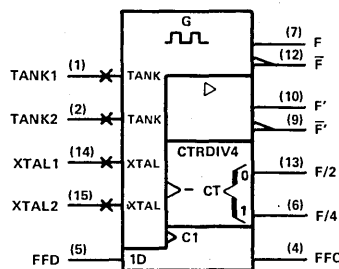 G
(7) F
(12) F̅
TANK1 (1) TANK
TANK2 (2) TANK
(10) F'
(9) F̅'
XTAL1 (14) XTAL
CTRDIV4
(13) F/2
XTAL2 (15) XTAL
CT 0
1
(6) F/4
C1
FFD (5) 1D
(4) FFQ